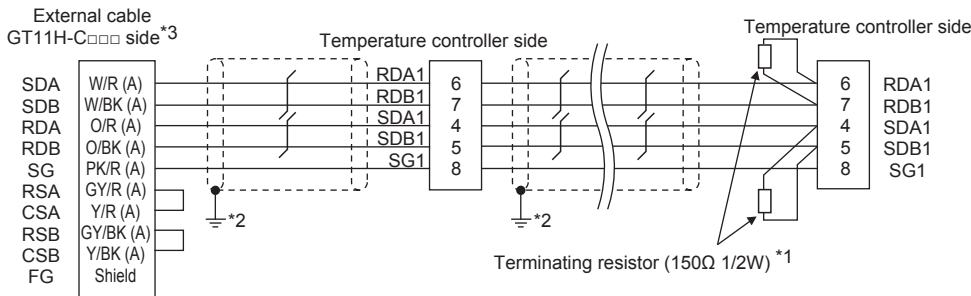 External cable
GT11H-C□□□ side*3
Temperature controller side
Temperature controller side
SDA W/R (A) RDA1 6 6 RDA1
SDB W/BK (A) RDB1 7 7 RDB1
RDA O/R (A) SDA1 4 4 SDA1
RDB O/BK (A) SDB1 5 5 SDB1
SG PK/R (A) SG1 8 8 SG1
RSA GY/R (A)
CSA Y/R (A)
RSB GY/BK (A)
CSB Y/BK (A)
FG Shield
*2
*2
Terminating resistor (150Ω 1/2W) *1